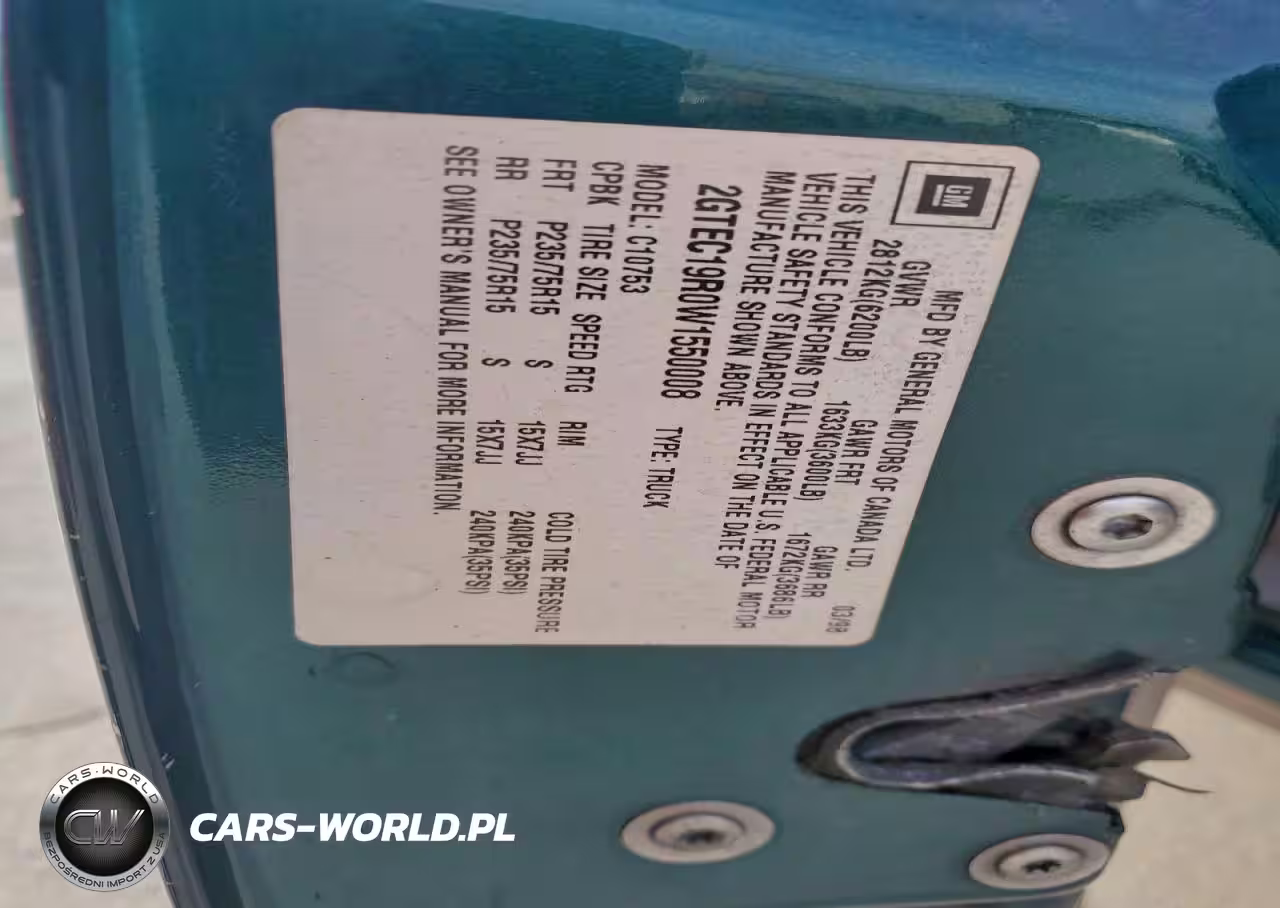 GM
MFD BY GENERAL MOTORS OF CANADA LTD.
03/98
GVWR GAWR FRT GAWR RR
2812KG(6200LB) 1633KG(3600LB) 1672KG(3686LB)
THIS VEHICLE CONFORMS TO ALL APPLICABLE U.S. FEDERAL MOTOR
VEHICLE SAFETY STANDARDS IN EFFECT ON THE DATE OF
MANUFACTURE SHOWN ABOVE.
2GTEC19R0W1550008 TYPE: TRUCK
MODEL: C10753
CPBK TIRE SIZE SPEED RTG RIM COLD TIRE PRESSURE
FRT P235/75R15 S 15X7JJ 240KPA(35PSI)
RR P235/75R15 S 15X7JJ 240KPA(35PSI)
SEE OWNER'S MANUAL FOR MORE INFORMATION.
CARS-WORLD
CW
BEZPOŚREDNI IMPORT Z USA
CARS-WORLD.PL